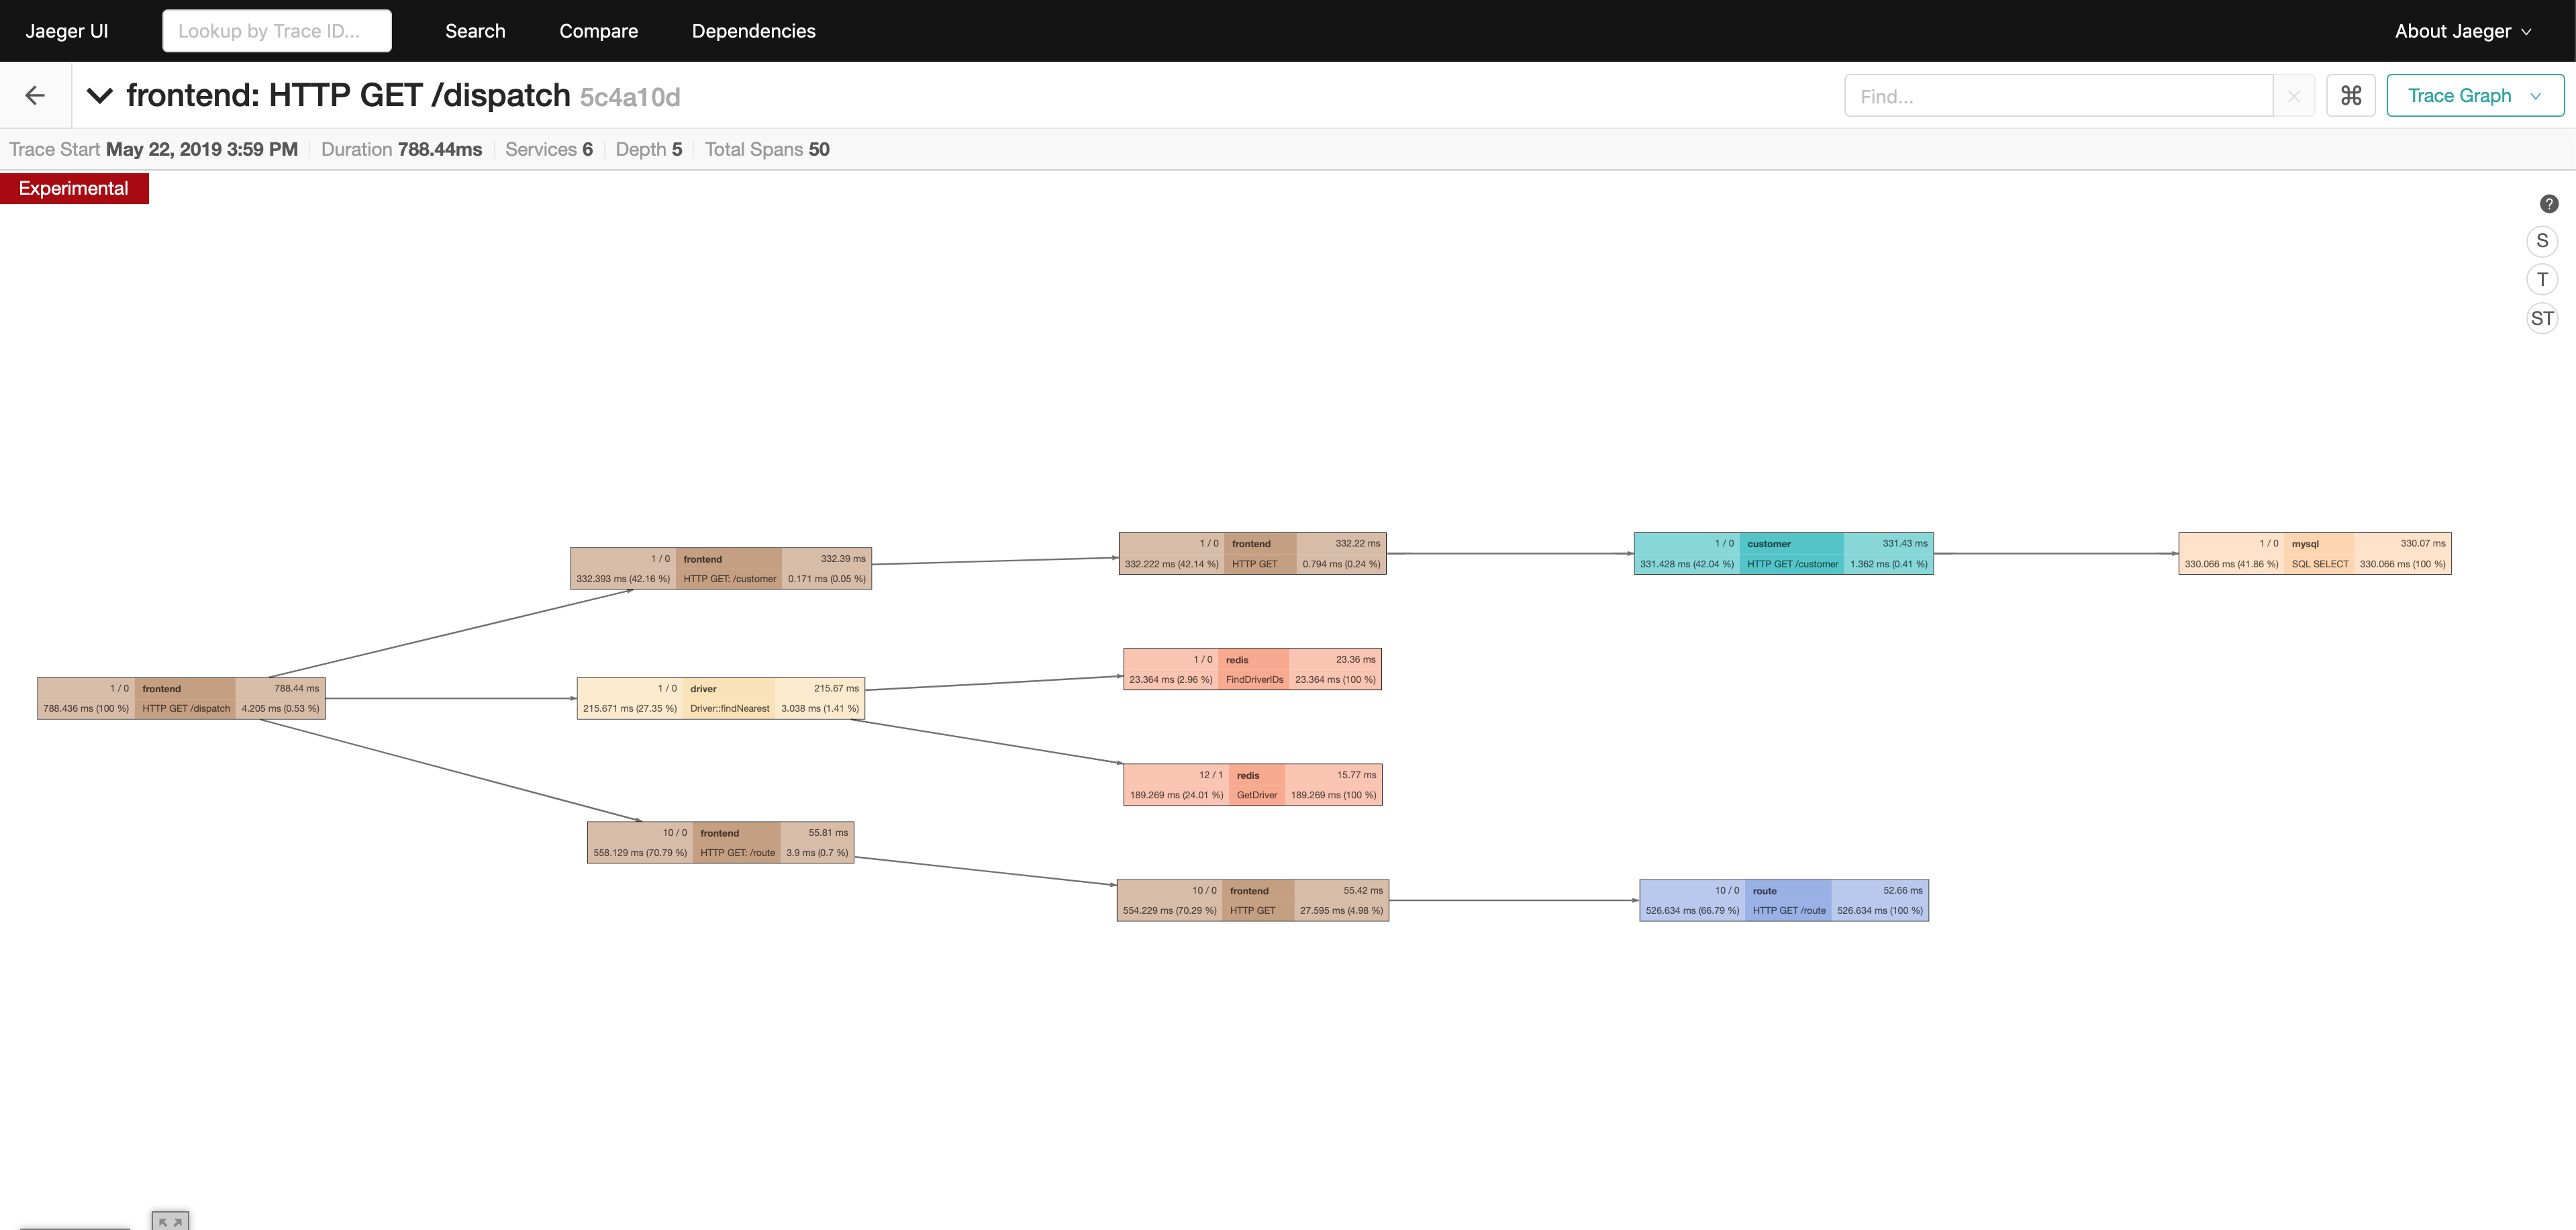 Jaeger UI
Lookup by Trace ID...
Search
Compare
Dependencies
About Jaeger
frontend: HTTP GET /dispatch 5c4a10d
Find...
⌘
Trace Graph
Trace Start May 22, 2019 3:59 PM
Duration 788.44ms
Services 6
Depth 5
Total Spans 50
Experimental
?
S
T
ST
1 / 0 frontend 332.39 ms
332.393 ms (42.16 %) HTTP GET: /customer 0.171 ms (0.05 %)
1 / 0 frontend 332.22 ms
332.222 ms (42.14 %) HTTP GET 0.794 ms (0.24 %)
1 / 0 customer 331.43 ms
331.428 ms (42.04 %) HTTP GET /customer 1.362 ms (0.41 %)
1 / 0 mysql 330.07 ms
330.066 ms (41.86 %) SQL SELECT 330.066 ms (100 %)
1 / 0 frontend 788.44 ms
788.436 ms (100 %) HTTP GET /dispatch 4.205 ms (0.53 %)
1 / 0 driver 215.67 ms
215.671 ms (27.35 %) Driver::findNearest 3.038 ms (1.41 %)
1 / 0 redis 23.36 ms
23.364 ms (2.96 %) FindDriverIDs 23.364 ms (100 %)
12 / 1 redis 15.77 ms
189.269 ms (24.01 %) GetDriver 189.269 ms (100 %)
10 / 0 frontend 55.81 ms
558.129 ms (70.79 %) HTTP GET: /route 3.9 ms (0.7 %)
10 / 0 frontend 55.42 ms
554.229 ms (70.29 %) HTTP GET 27.595 ms (4.98 %)
10 / 0 route 52.66 ms
526.634 ms (66.79 %) HTTP GET /route 526.634 ms (100 %)